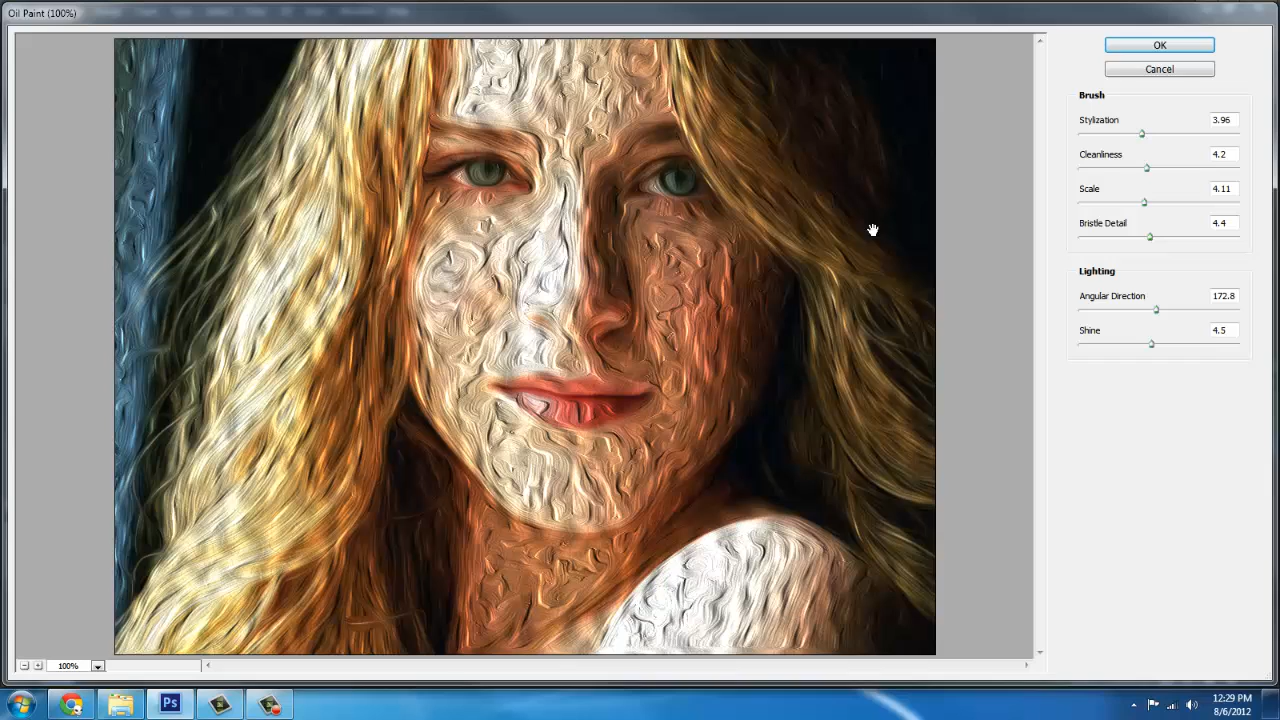 Oil Paint (100%)
OK
Cancel
Brush
Stylization 3.96
Cleanliness 4.2
Scale 4.11
Bristle Detail 4.4
Lighting
Angular Direction 172.8
Shine 4.5
100%
Ps
12:29 PM
8/6/2012